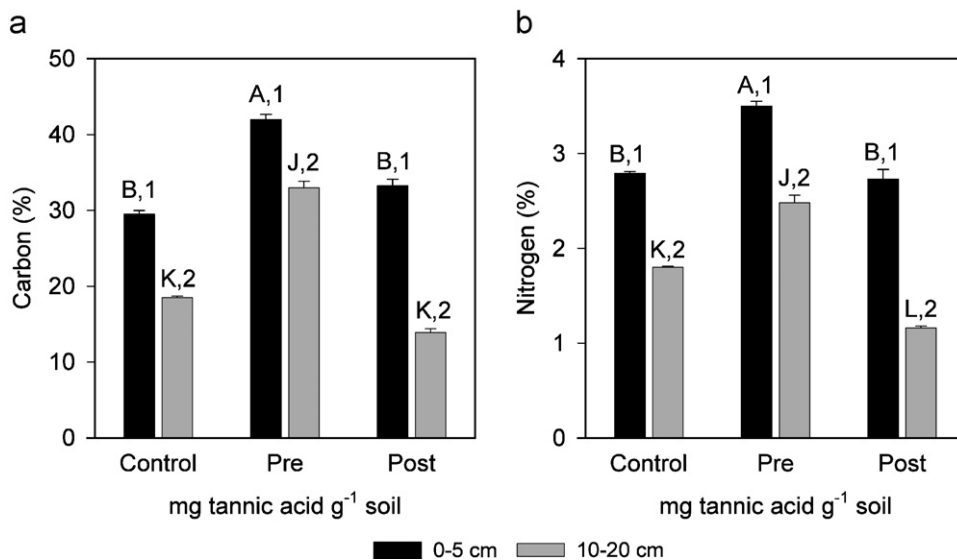 a
50
40
30
20
10
0
Carbon (%)
B,1
K,2
A,1
J,2
B,1
K,2
Control Pre Post
mg tannic acid g⁻¹ soil
b
4
3
2
1
0
Nitrogen (%)
B,1
K,2
A,1
J,2
B,1
L,2
Control Pre Post
mg tannic acid g⁻¹ soil
0-5 cm 10-20 cm